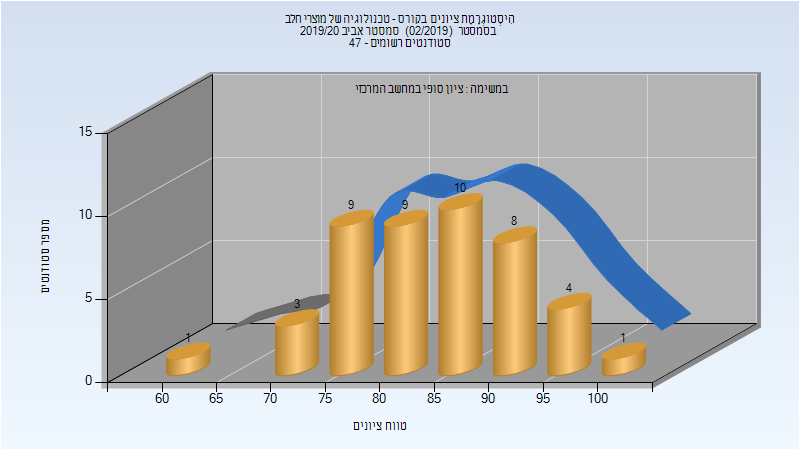 היסטוגרמת ציונים בקורס - טכנולוגיה של מוצרי חלב
בסמסטר (02/2019) סמסטר אביב 2019/20
סטודנטים רשומים - 47
במשימה : ציון סופי במחשב המרכזי
מספר סטודנטים
15
10
5
0
1
3
9
9
10
8
4
1
60 65 70 75 80 85 90 95 100
טווח ציונים